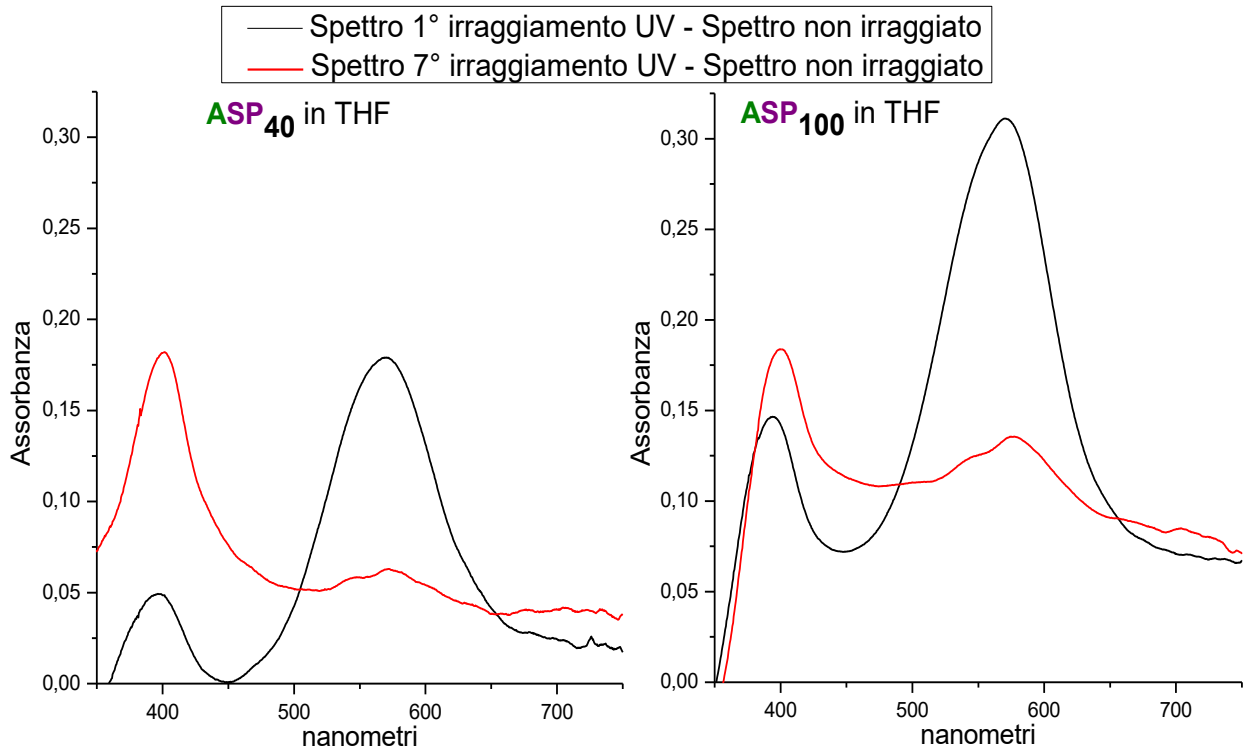 Spettro 1° irraggiamento UV - Spettro non irraggiato
Spettro 7° irraggiamento UV - Spettro non irraggiato
ASP40 in THF
0,30
0,25
0,20
0,15
0,10
0,05
0,00
Assorbanza
400 500 600 700
nanometri
ASP100 in THF
0,30
0,25
0,20
0,15
0,10
0,05
0,00
Assorbanza
400 500 600 700
nanometri